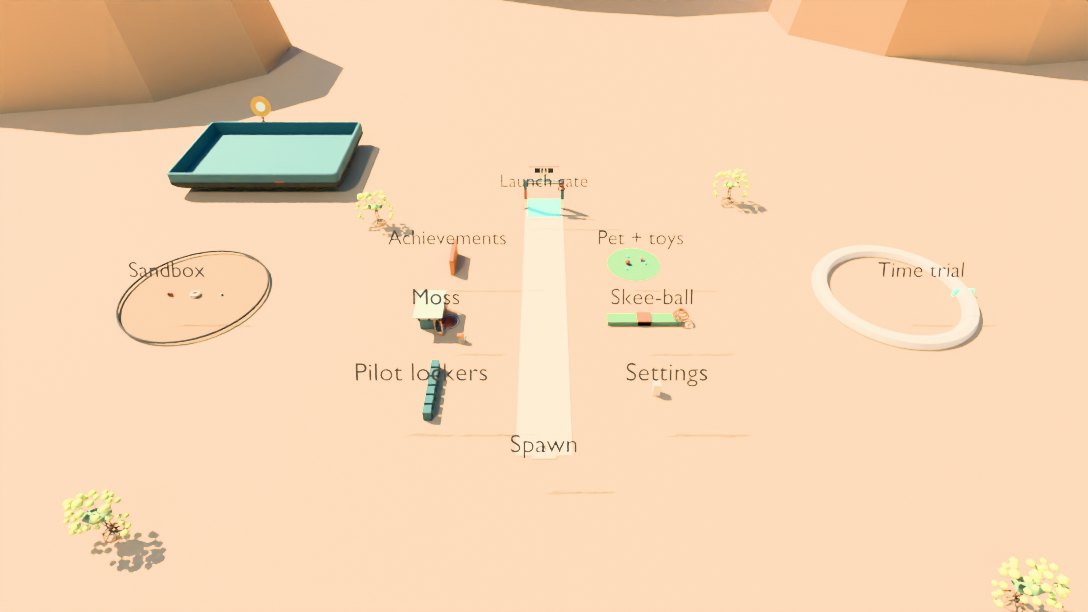 Launch gate
Achievements
Pet + toys
Sandbox
Time trial
Moss
Skee-ball
Pilot lockers
Settings
Spawn